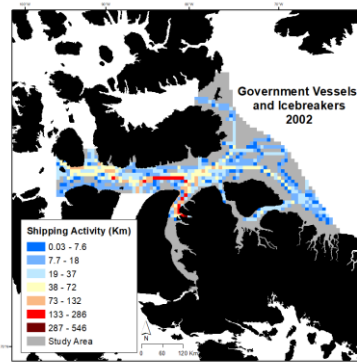 Government Vessels
and Icebreakers
2002
Shipping Activity (Km)
0.03 - 7.6
7.7 - 18
19 - 37
38 - 72
73 - 132
133 - 286
287 - 546
Study Area
N
0
60
120 Km